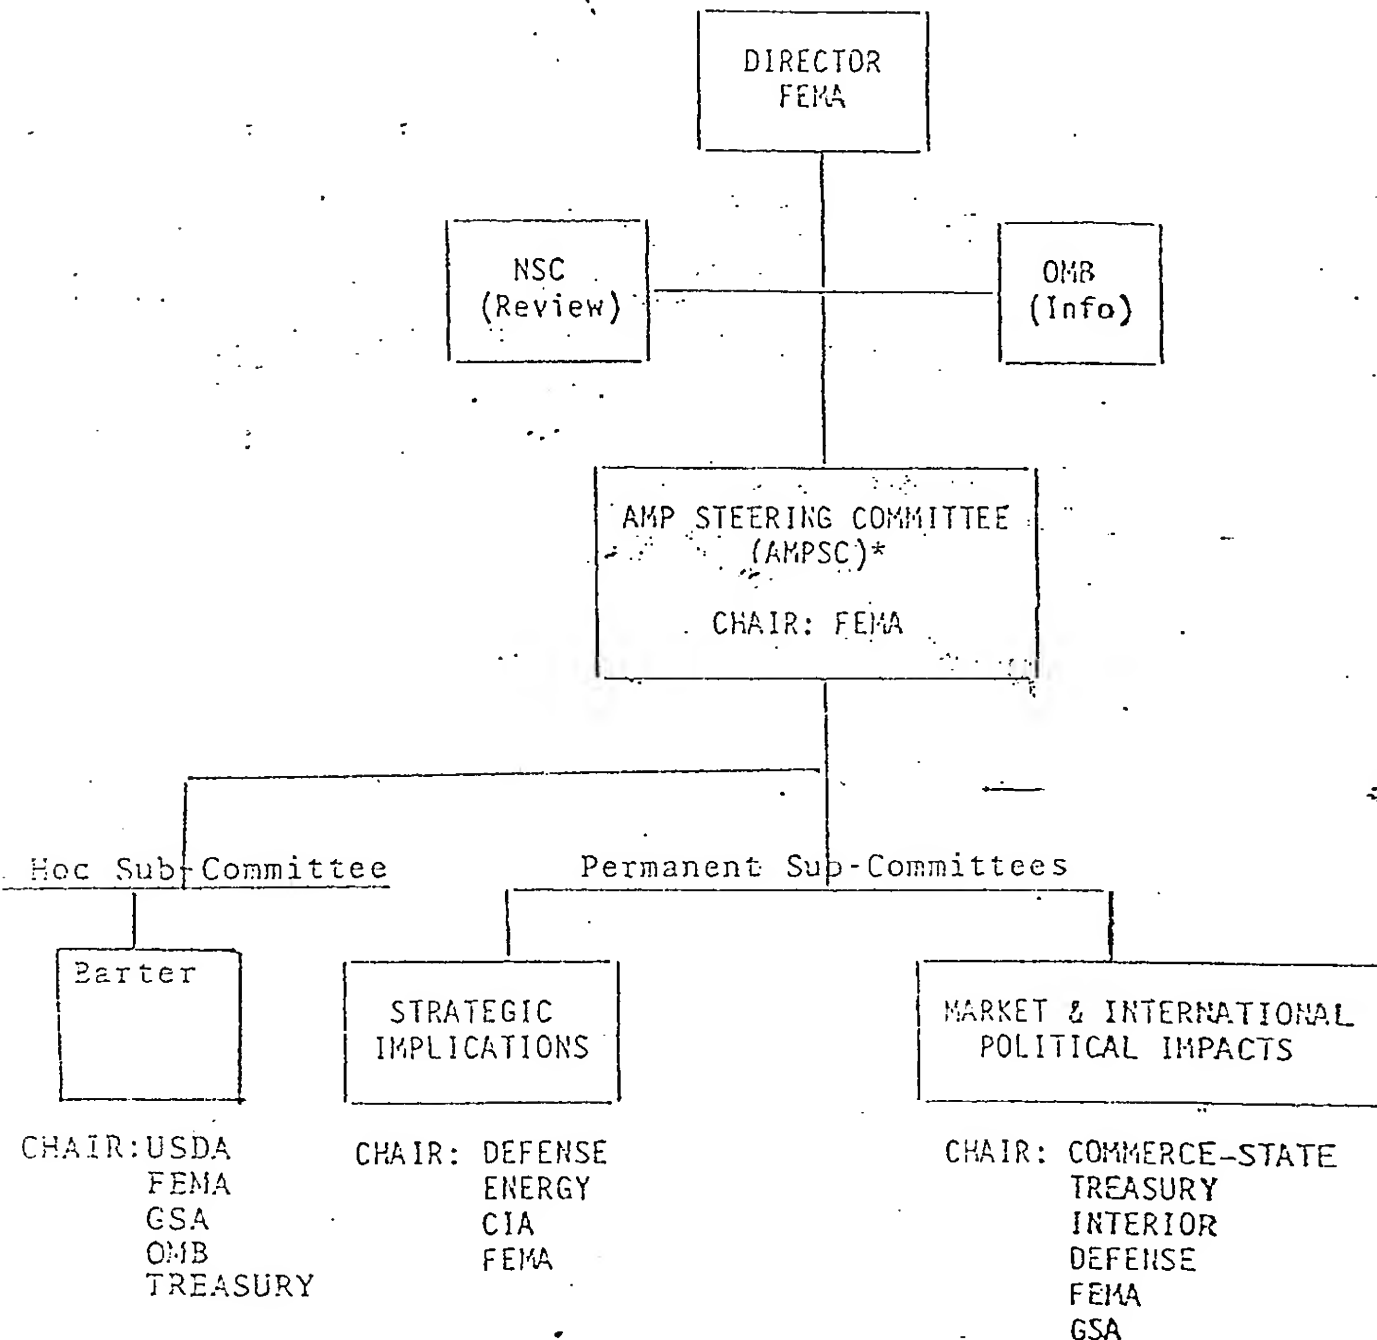 DIRECTOR
FEMA
NSC
(Review)
OMB
(Info)
AMP STEERING COMMITTEE
(AMPSC)*
CHAIR: FEMA
Hoc Sub-Committee
Permanent Sub-Committees
Barter
STRATEGIC
IMPLICATIONS
MARKET & INTERNATIONAL
POLITICAL IMPACTS
CHAIR: USDA
FEMA
GSA
OMB
TREASURY
CHAIR: DEFENSE
ENERGY
CIA
FEMA
CHAIR: COMMERCE-STATE
TREASURY
INTERIOR
DEFENSE
FEMA
GSA